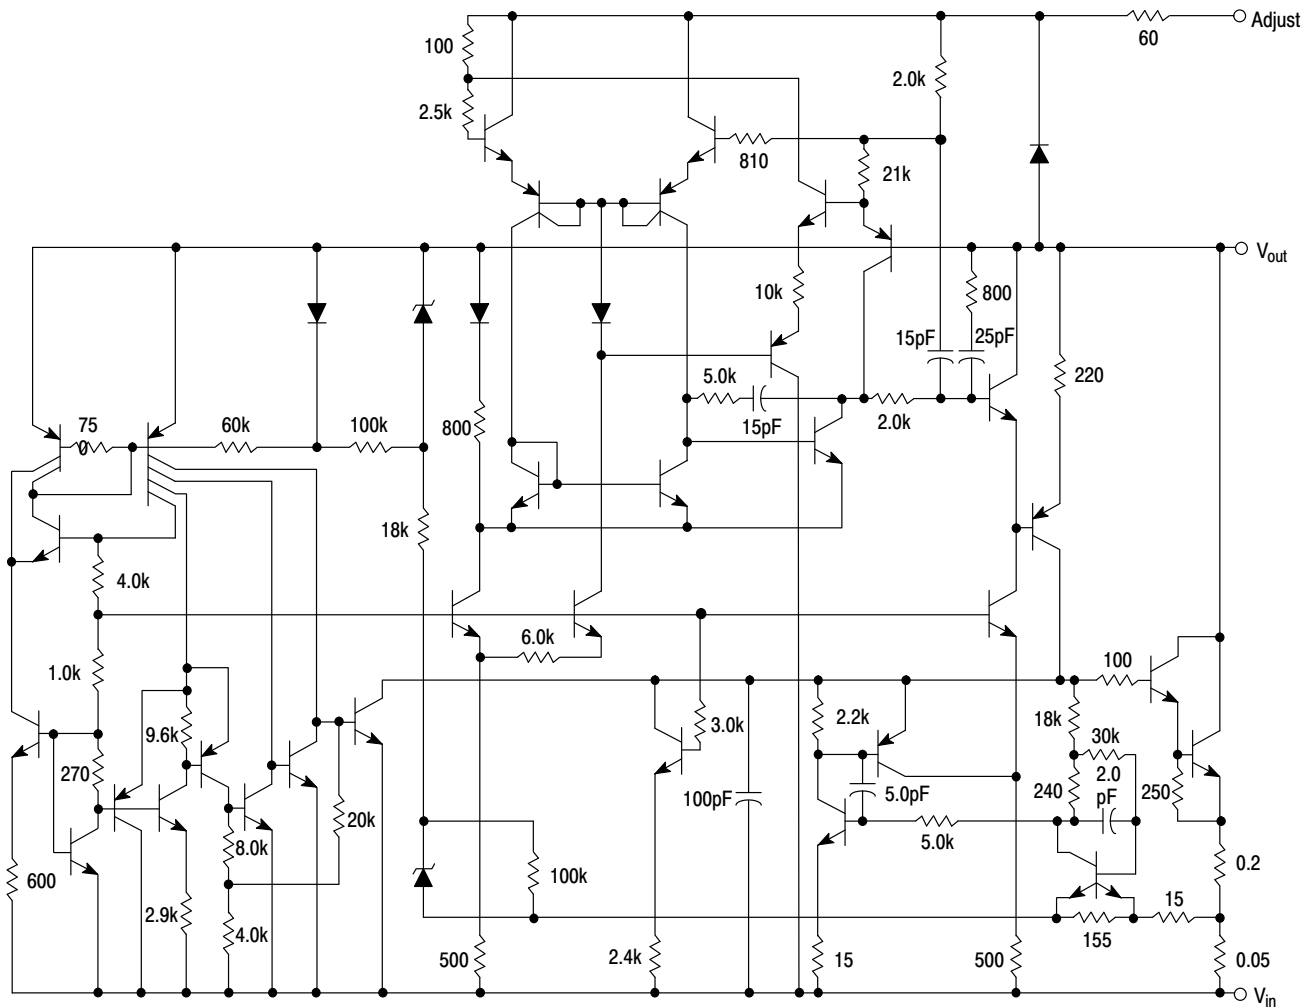 Adjust
100
60
2.0k
2.5k
810
21k
Vout
10k
800
15pF
25pF
220
5.0k
75
0
60k
100k
800
15pF
2.0k
18k
4.0k
6.0k
1.0k
100
9.6k
3.0k
2.2k
18k
30k
270
2.0
pF
100pF
5.0pF
240
250
20k
8.0k
5.0k
600
100k
0.2
15
2.9k
4.0k
155
500
2.4k
15
500
0.05
Vin